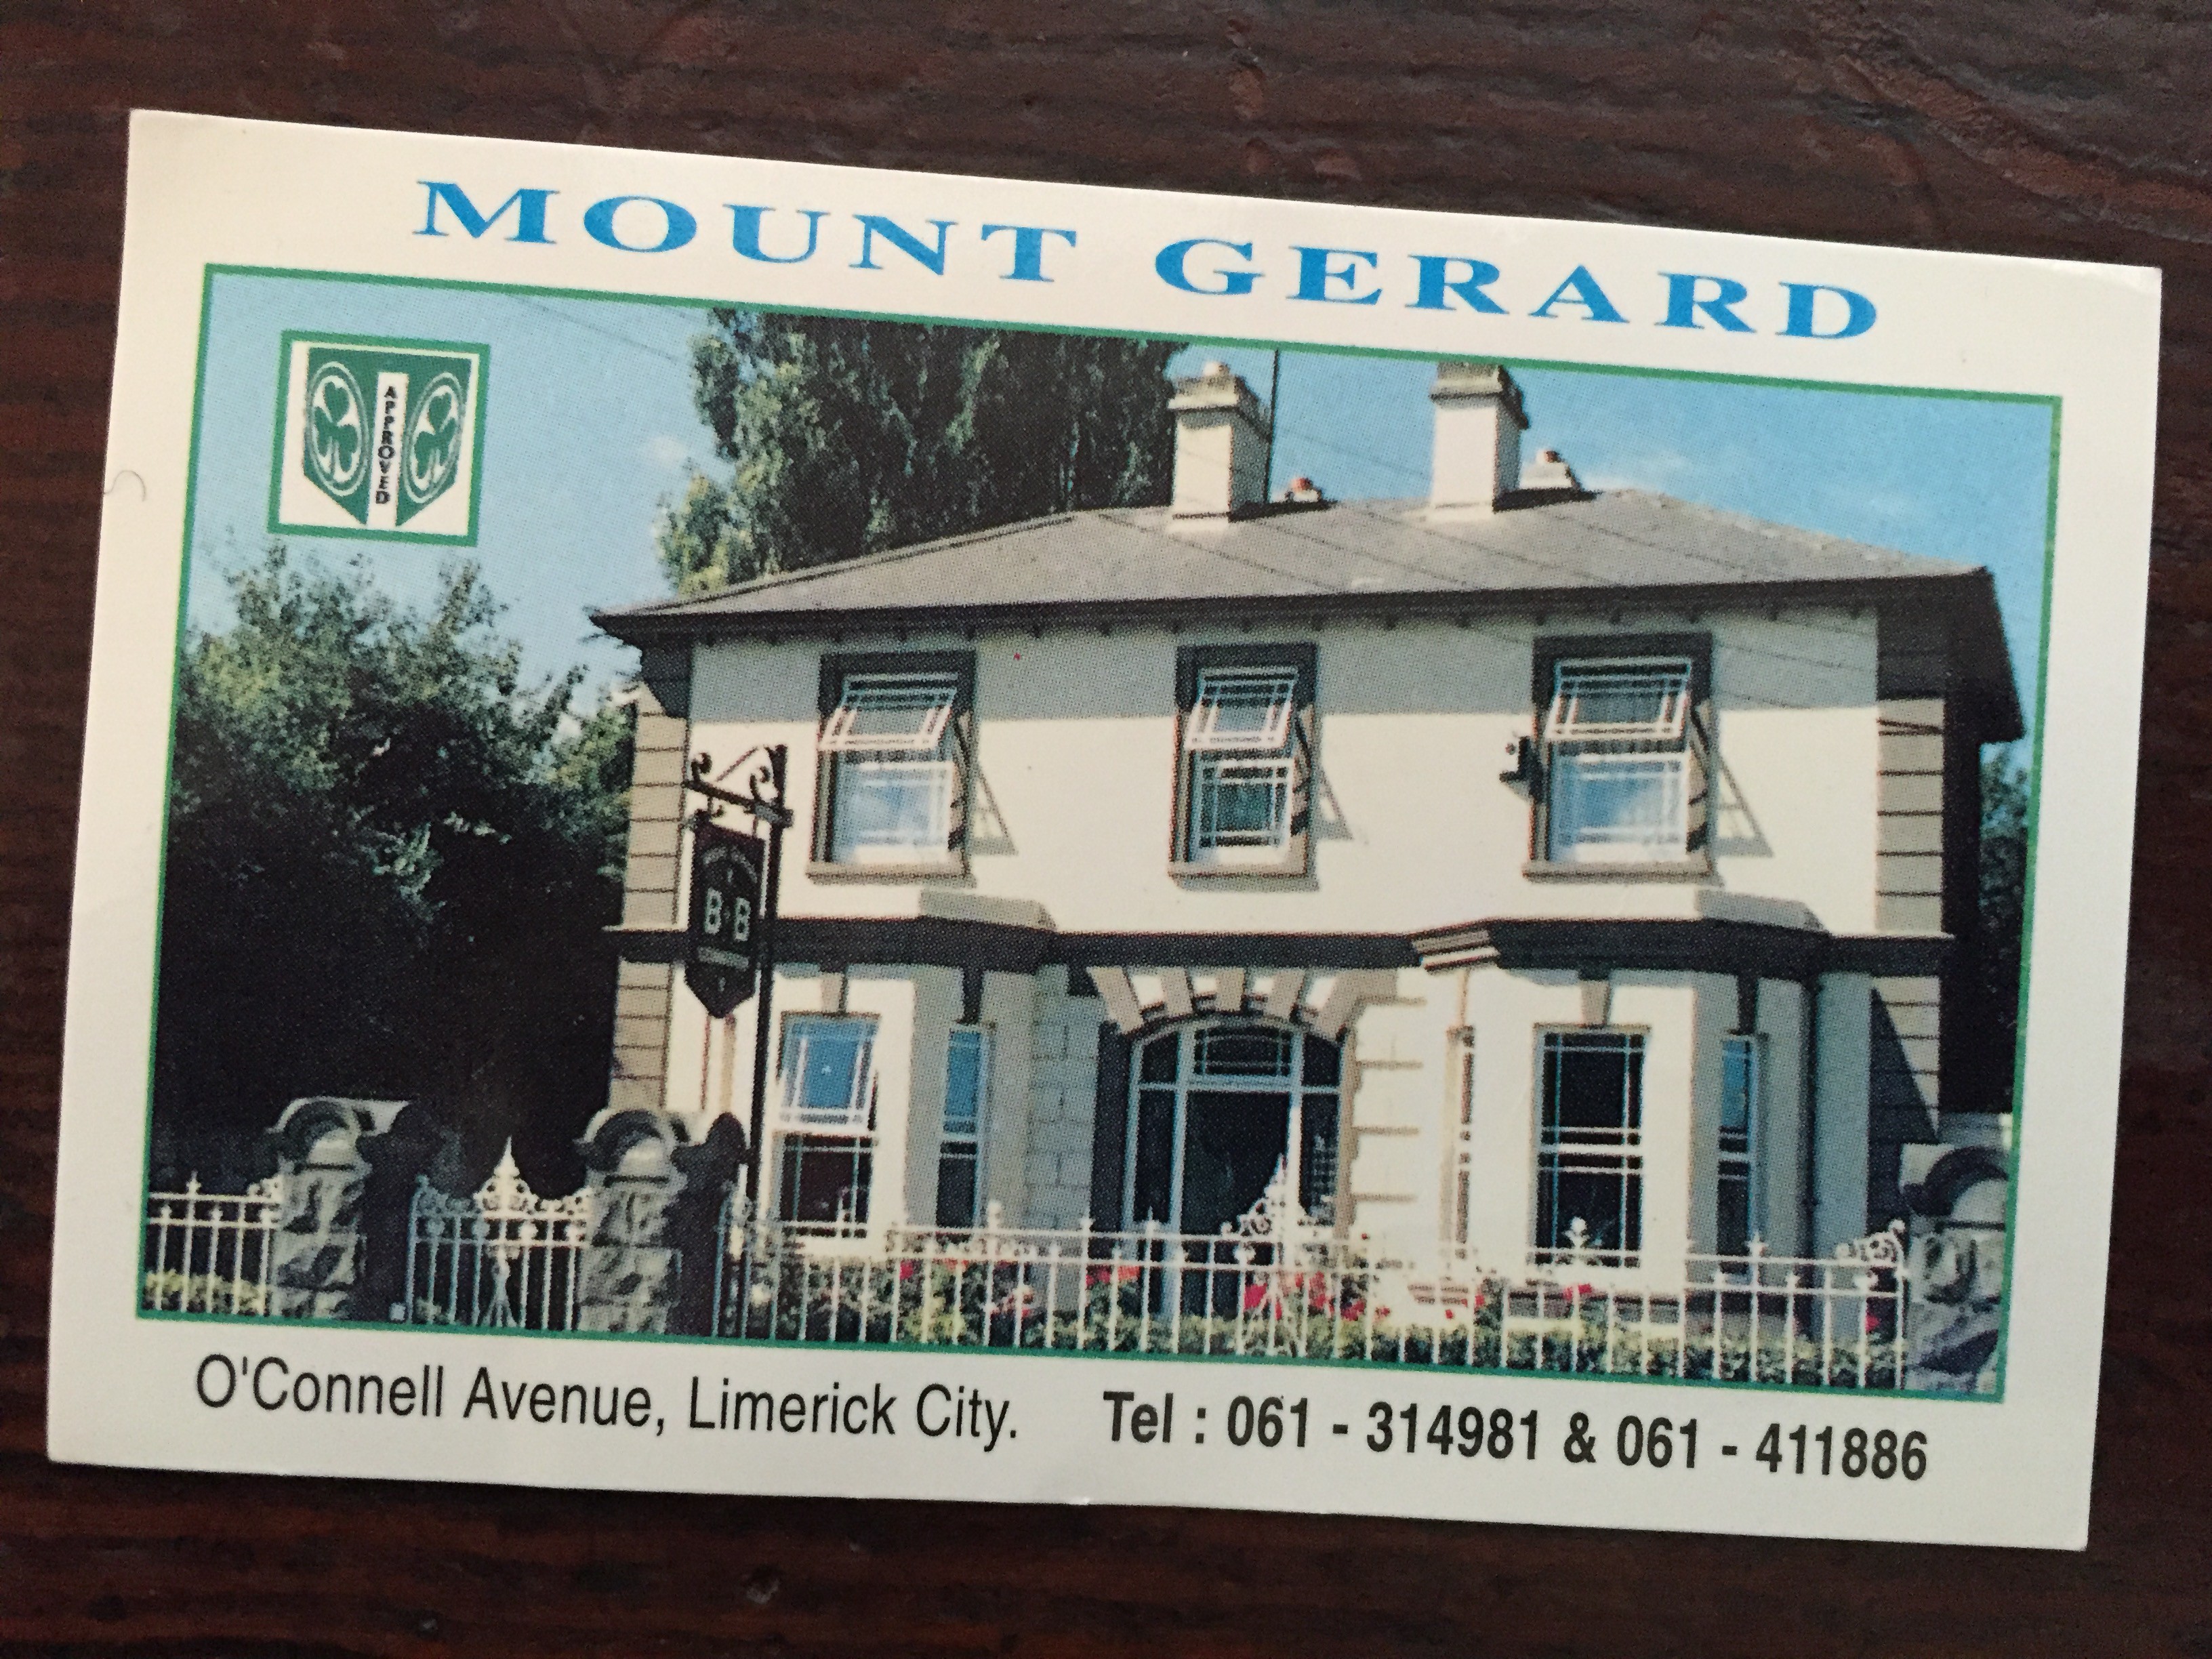 MOUNT GERARD
APPROVED
B&B
O'Connell Avenue, Limerick City. Tel : 061 - 314981 & 061 - 411886